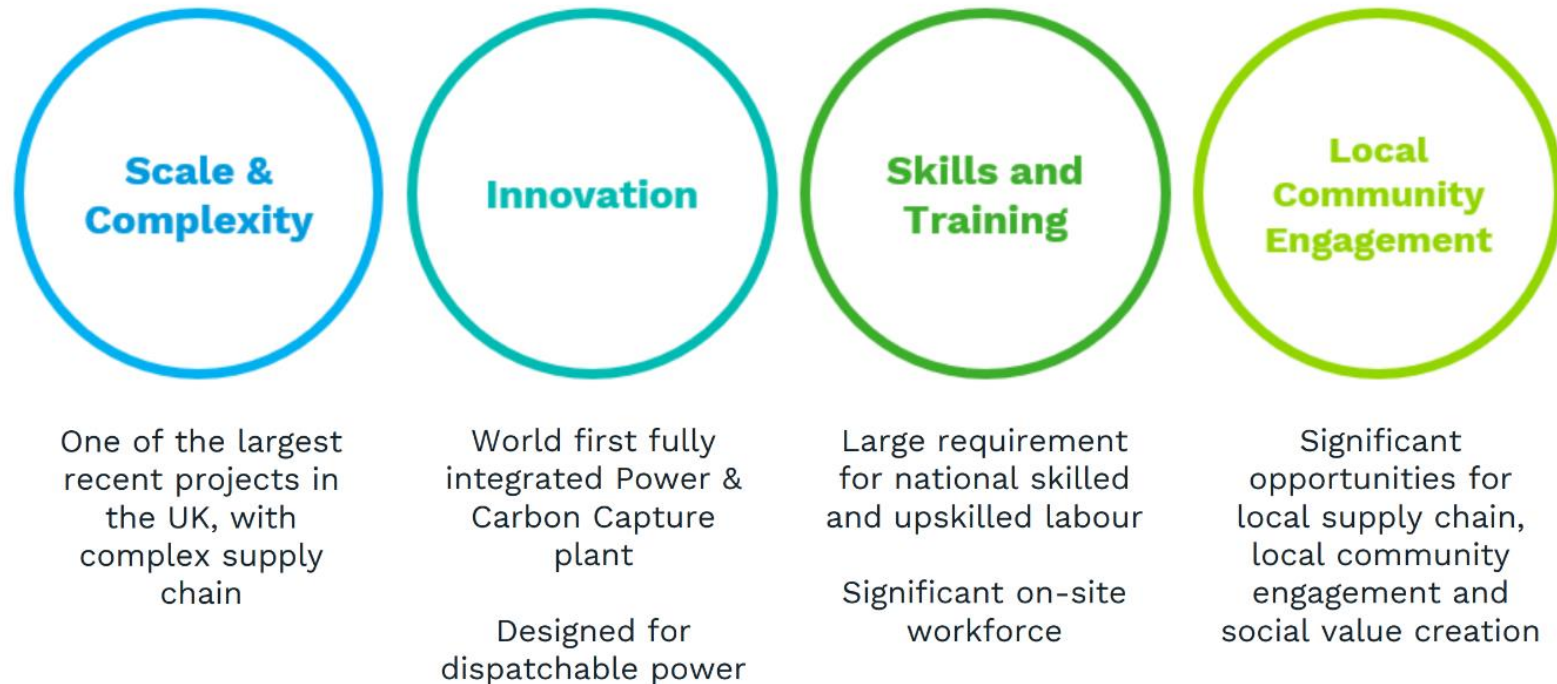 Scale &
Complexity
Innovation
Skills and
Training
Local
Community
Engagement
One of the largest
recent projects in
the UK, with
complex supply
chain
World first fully
integrated Power &
Carbon Capture
plant
Designed for
dispatchable power
Large requirement
for national skilled
and upskilled labour
Significant on-site
workforce
Significant
opportunities for
local supply chain,
local community
engagement and
social value creation